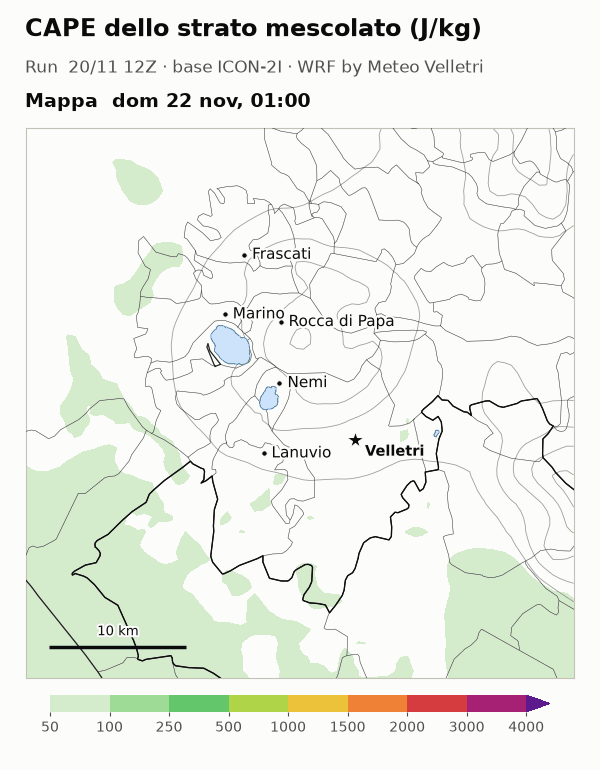 CAPE dello strato mescolato (J/kg)
Run  20/11 12Z · base ICON-2I · WRF by Meteo Velletri
Mappa  dom 22 nov, 01:00
Frascati
Marino
Rocca di Papa
Nemi
Velletri
Lanuvio
10 km
50 100 250 500 1000 1500 2000 3000 4000